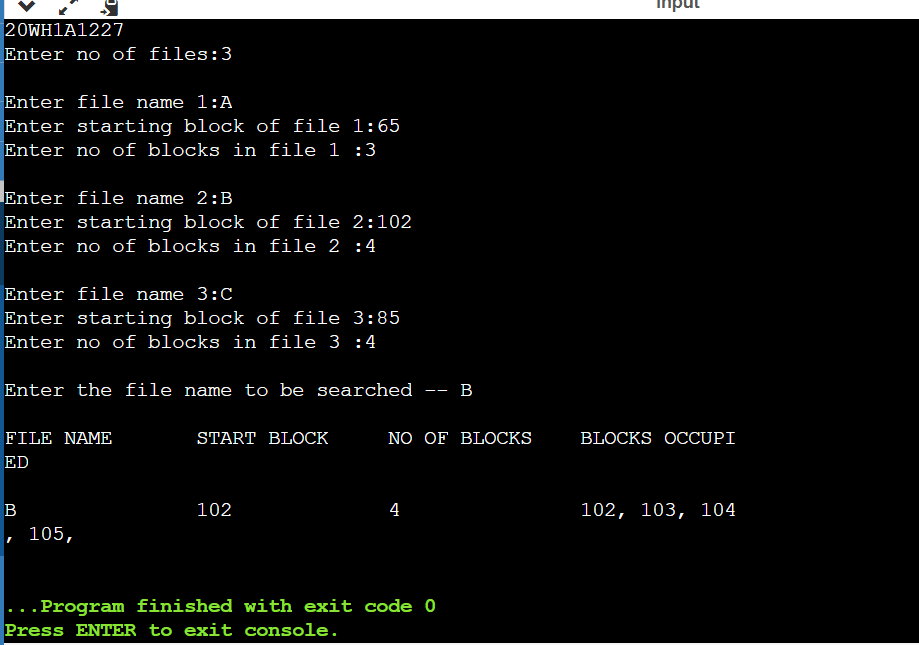 input
20WH1A1227
Enter no of files:3
Enter file name 1:A
Enter starting block of file 1:65
Enter no of blocks in file 1 :3
Enter file name 2:B
Enter starting block of file 2:102
Enter no of blocks in file 2 :4
Enter file name 3:C
Enter starting block of file 3:85
Enter no of blocks in file 3 :4
Enter the file name to be searched -- B
FILE NAME START BLOCK NO OF BLOCKS BLOCKS OCCUPI
ED
B 102 4 102, 103, 104
, 105,
...Program finished with exit code 0
Press ENTER to exit console.